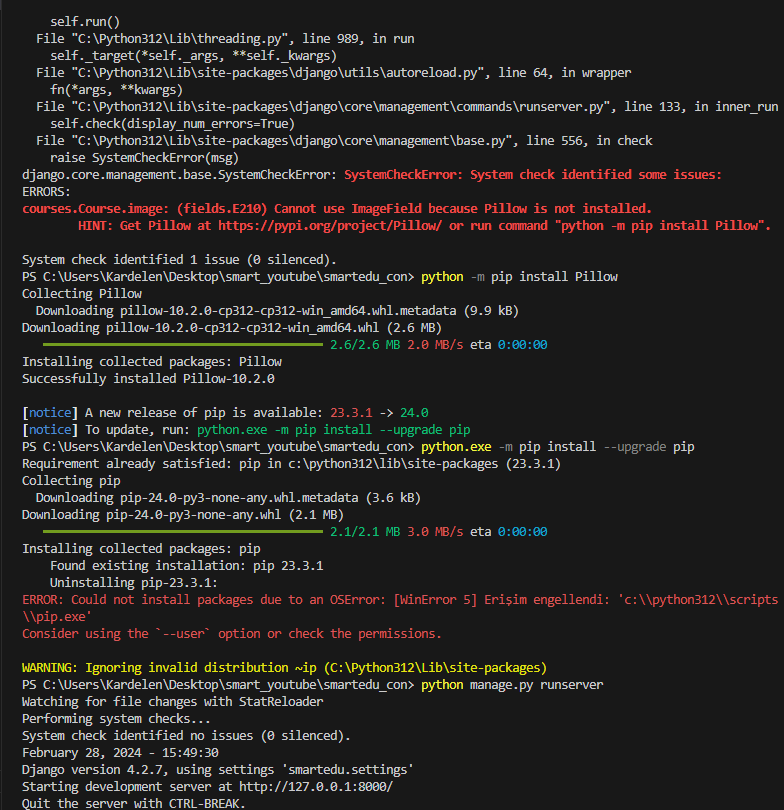 self.run()
File "C:\Python312\Lib\threading.py", line 989, in run
self._target(*self._args, **self._kwargs)
File "C:\Python312\Lib\site-packages\django\utils\autoreload.py", line 64, in wrapper
fn(*args, **kwargs)
File "C:\Python312\Lib\site-packages\django\core\management\commands\runserver.py", line 133, in inner_run
self.check(display_num_errors=True)
File "C:\Python312\Lib\site-packages\django\core\management\base.py", line 556, in check
raise SystemCheckError(msg)
django.core.management.base.SystemCheckError: SystemCheckError: System check identified some issues:
ERRORS:
courses.Course.image: (fields.E210) Cannot use ImageField because Pillow is not installed.
HINT: Get Pillow at https://pypi.org/project/Pillow/ or run command "python -m pip install Pillow".
System check identified 1 issue (0 silenced).
PS C:\Users\Kardelen\Desktop\smart_youtube\smartedu_con> python -m pip install Pillow
Collecting Pillow
Downloading pillow-10.2.0-cp312-cp312-win_amd64.whl.metadata (9.9 kB)
Downloading pillow-10.2.0-cp312-cp312-win_amd64.whl (2.6 MB)
2.6/2.6 MB 2.0 MB/s eta 0:00:00
Installing collected packages: Pillow
Successfully installed Pillow-10.2.0
[notice] A new release of pip is available: 23.3.1 -> 24.0
[notice] To update, run: python.exe -m pip install --upgrade pip
PS C:\Users\Kardelen\Desktop\smart_youtube\smartedu_con> python.exe -m pip install --upgrade pip
Requirement already satisfied: pip in c:\python312\lib\site-packages (23.3.1)
Collecting pip
Downloading pip-24.0-py3-none-any.whl.metadata (3.6 kB)
Downloading pip-24.0-py3-none-any.whl (2.1 MB)
2.1/2.1 MB 3.0 MB/s eta 0:00:00
Installing collected packages: pip
Found existing installation: pip 23.3.1
Uninstalling pip-23.3.1:
ERROR: Could not install packages due to an OSError: [WinError 5] Erişim engellendi: 'c:\\python312\\scripts
\\pip.exe'
Consider using the `--user` option or check the permissions.
WARNING: Ignoring invalid distribution ~ip (C:\Python312\Lib\site-packages)
PS C:\Users\Kardelen\Desktop\smart_youtube\smartedu_con> python manage.py runserver
Watching for file changes with StatReloader
Performing system checks...
System check identified no issues (0 silenced).
February 28, 2024 - 15:49:30
Django version 4.2.7, using settings 'smartedu.settings'
Starting development server at http://127.0.0.1:8000/
Quit the server with CTRL-BREAK.